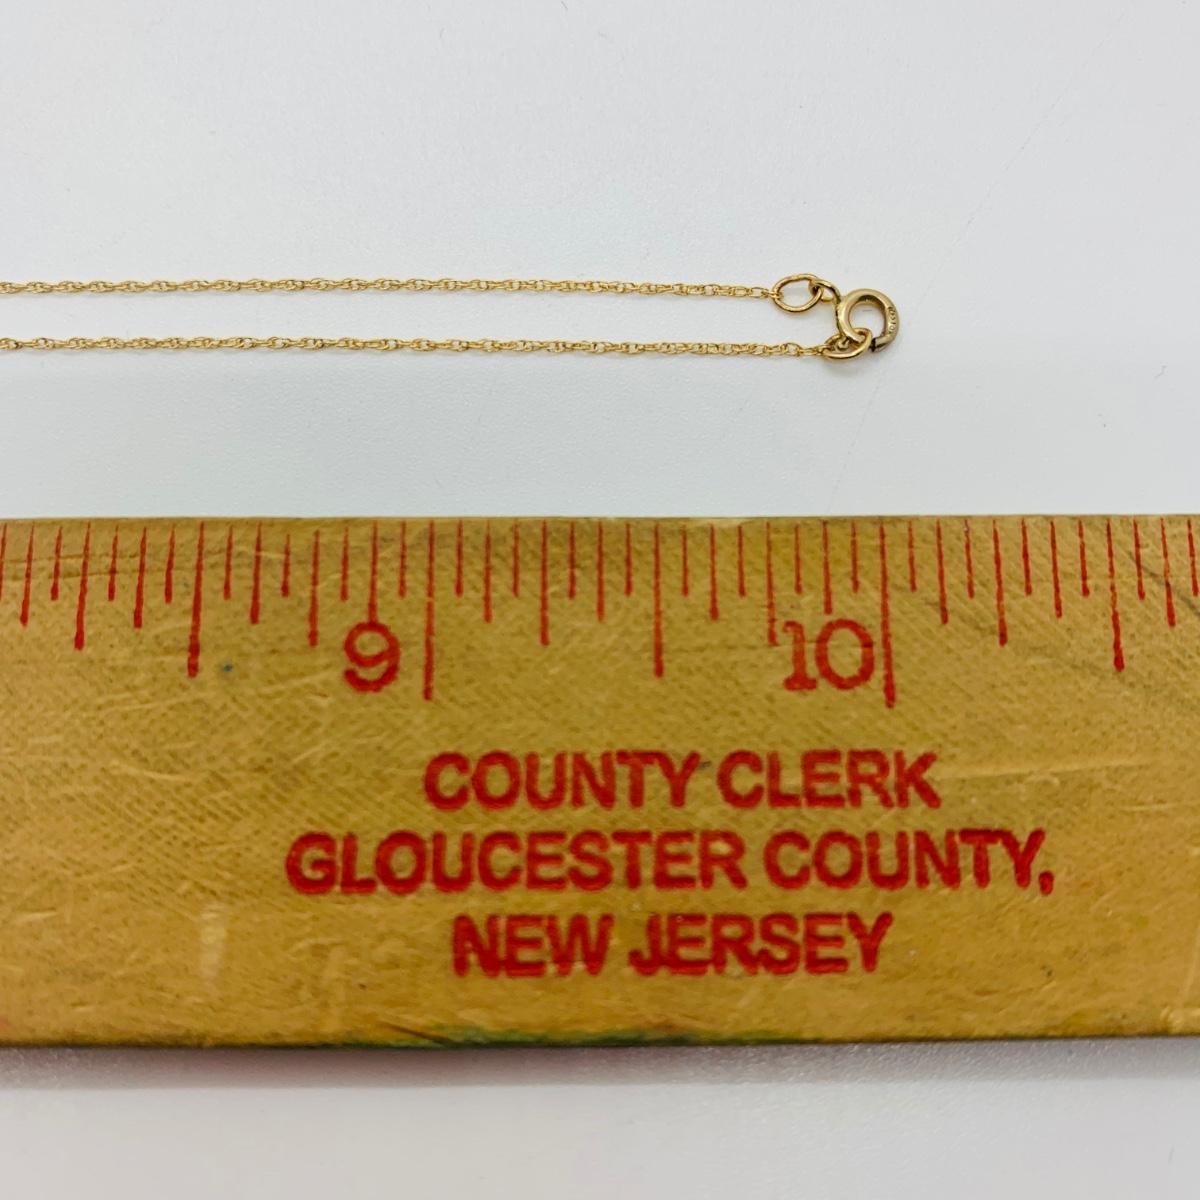 9 10
COUNTY CLERK
GLOUCESTER COUNTY,
NEW JERSEY